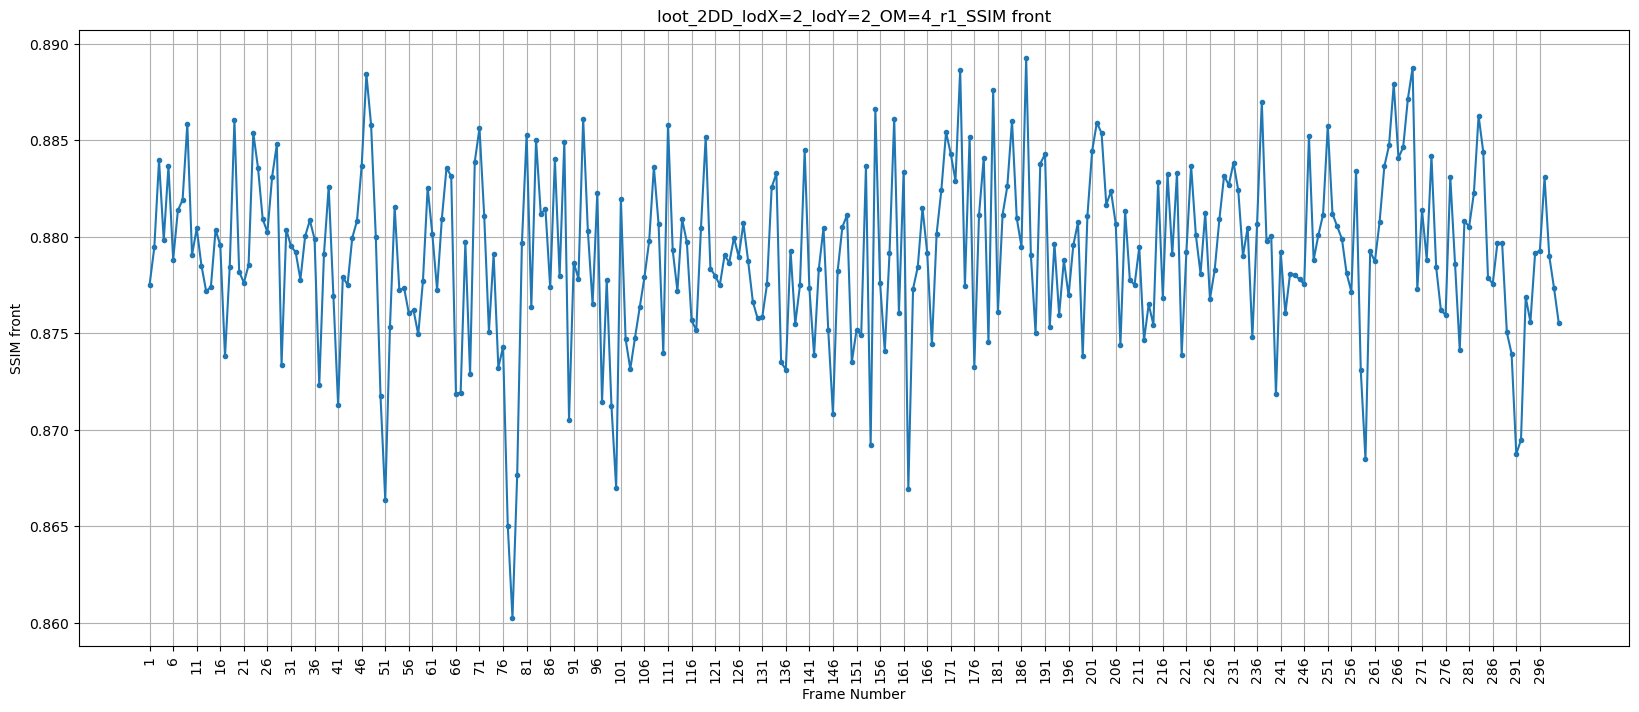 loot_2DD_lodX=2_lodY=2_OM=4_r1_SSIM front
0.890
0.885
0.880
0.875
0.870
0.865
0.860
SSIM front
1 6 11 16 21 26 31 36 41 46 51 56 61 66 71 76 81 86 91 96 101 106 111 116 121 126 131 136 141 146 151 156 161 166 171 176 181 186 191 196 201 206 211 216 221 226 231 236 241 246 251 256 261 266 271 276 281 286 291 296
Frame Number